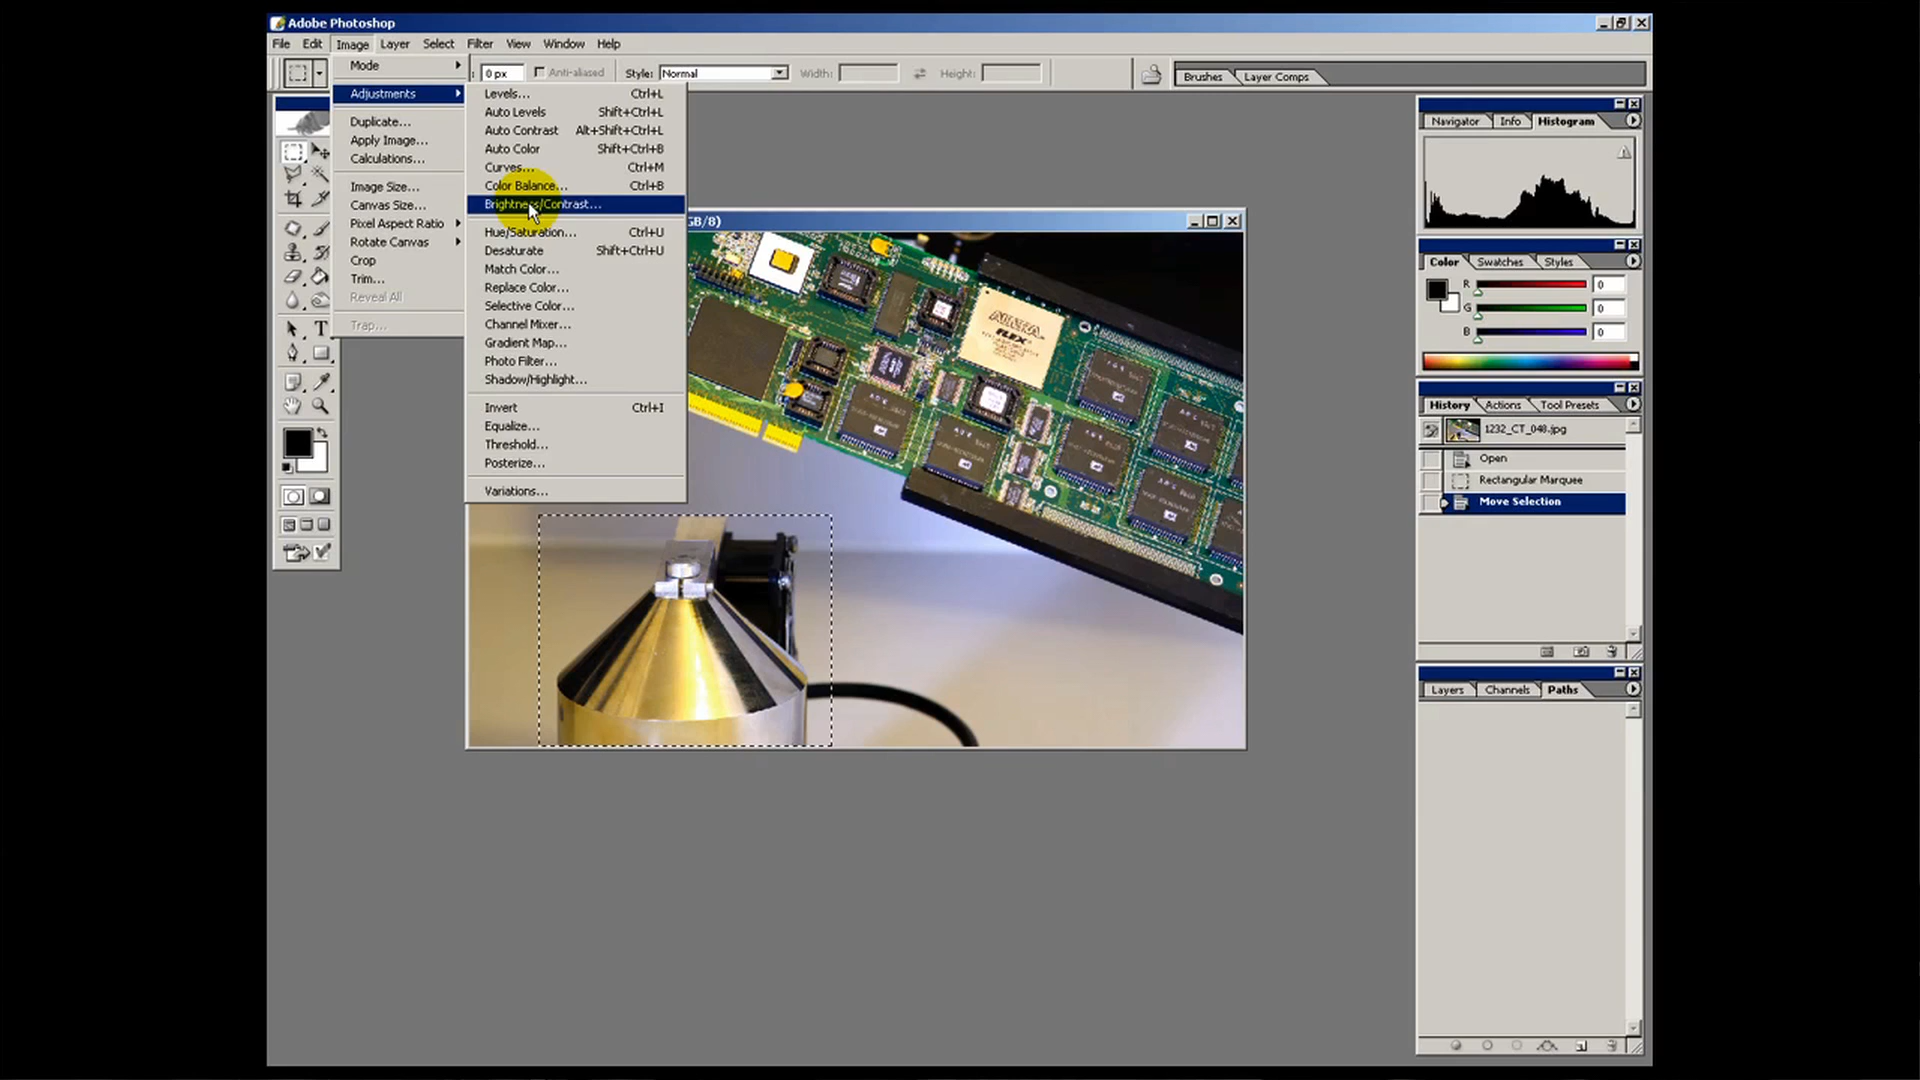 Adobe Photoshop
File Edit Image Layer Select Filter View Window Help
: 0 px Anti-aliased Style: Normal Width: Height: Brushes Layer Comps
Mode
Adjustments
Duplicate...
Apply Image...
Calculations...
Image Size...
Canvas Size...
Pixel Aspect Ratio
Rotate Canvas
Crop
Trim...
Reveal All
Trap...
Levels... Ctrl+L
Auto Levels Shift+Ctrl+L
Auto Contrast Alt+Shift+Ctrl+L
Auto Color Shift+Ctrl+B
Curves... Ctrl+M
Color Balance... Ctrl+B
Brightness/Contrast...
Hue/Saturation... Ctrl+U
Desaturate Shift+Ctrl+U
Match Color...
Replace Color...
Selective Color...
Channel Mixer...
Gradient Map...
Photo Filter...
Shadow/Highlight...
Invert Ctrl+I
Equalize...
Threshold...
Posterize...
Variations...
GB/8)
ALTERA
FLEX
Navigator Info Histogram
Color Swatches Styles
R 0
G 0
B 0
History Actions Tool Presets
1232_CT_048.jpg
Open
Rectangular Marquee
Move Selection
Layers Channels Paths